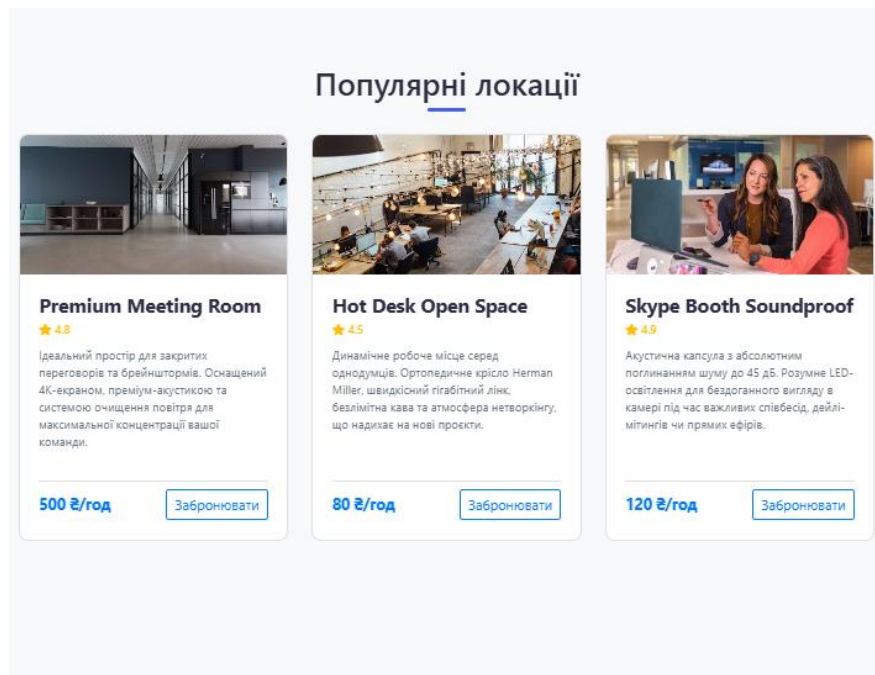 Популярні локації
Premium Meeting Room
4.8
Ідеальний простір для закритих
переговорів та брейнштормів. Оснащений
4К-екраном, преміум-акустикою та
системою очищення повітря для
максимальної концентрації вашої
команди.
500 ₴/год
Забронювати
Hot Desk Open Space
4.5
Динамічне робоче місце серед
однодумців. Ортопедичне крісло Herman
Miller, швидкісний гігабітний лінк,
безлімітна кава та атмосфера нетворкінгу,
що надихає на нові проєкти.
80 ₴/год
Забронювати
Skype Booth Soundproof
4.9
Акустична капсула з абсолютним
поглинанням шуму до 45 дБ. Розумне LED-
освітлення для бездоганного вигляду в
камері під час важливих співбесід, дейлі-
мітингів чи прямих ефірів.
120 ₴/год
Забронювати